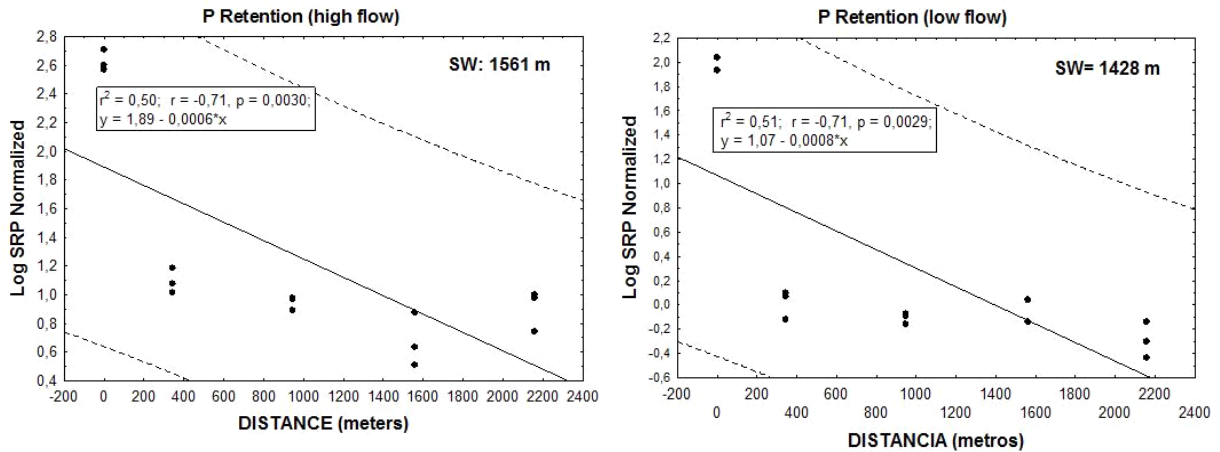 P Retention (high flow)
SW: 1561 m
r² = 0,50; r = -0,71, p = 0,0030;
y = 1,89 - 0,0006*x
Log SRP Normalized
2,8
2,6
2,4
2,2
2,0
1,8
1,6
1,4
1,2
1,0
0,8
0,6
0,4
-200 0 200 400 600 800 1000 1200 1400 1600 1800 2000 2200 2400
DISTANCE (meters)
P Retention (low flow)
SW= 1428 m
r² = 0,51; r = -0,71, p = 0,0029;
y = 1,07 - 0,0008*x
Log SRP Normalized
2,2
2,0
1,8
1,6
1,4
1,2
1,0
0,8
0,6
0,4
0,2
0,0
-0,2
-0,4
-0,6
-200 200 600 1000 1400 1800 2200
0 400 800 1200 1600 2000 2400
DISTANCIA (metros)